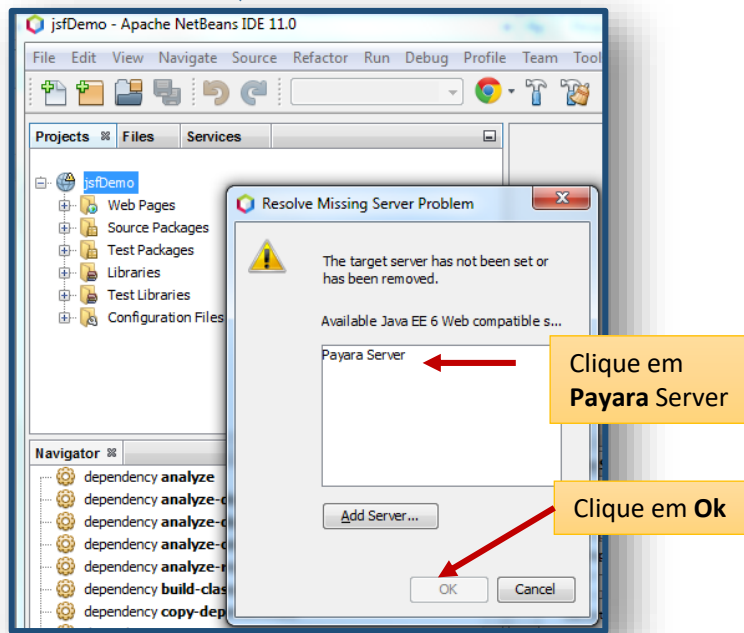 jsfDemo - Apache NetBeans IDE 11.0
File Edit View Navigate Source Refactor Run Debug Profile Team Tool
Projects Files Services
jsfDemo
Web Pages
Source Packages
Test Packages
Libraries
Test Libraries
Configuration Files
Resolve Missing Server Problem
The target server has not been set or
has been removed.
Available Java EE 6 Web compatible s...
Payara Server
Add Server...
OK Cancel
Clique em
Payara Server
Clique em Ok
Navigator
dependency analyze
dependency analyze-
dependency analyze-
dependency analyze-
dependency analyze-
dependency build-clas
dependency copy-dep